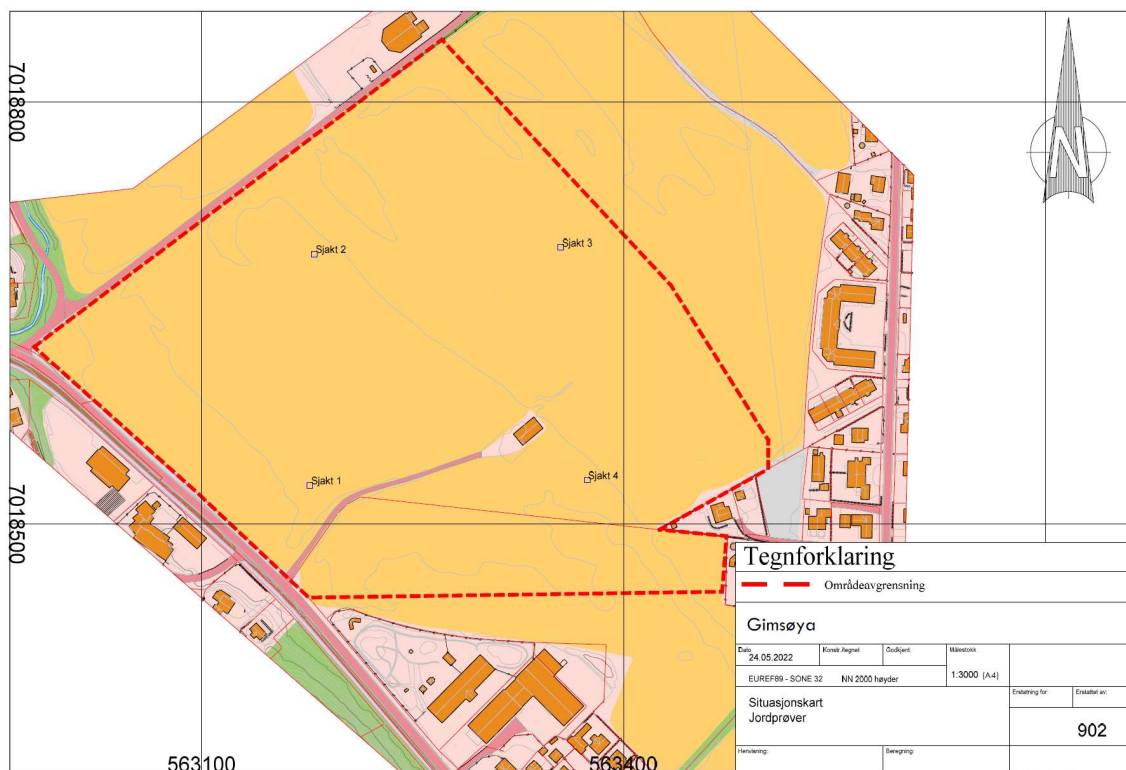 7018800
N
Sjakt 2
Sjakt 3
Sjakt 1
Sjakt 4
7018500
563100
563400
Tegnforklaring
Områdeavgrensning
Gimsøya
Dato
Konstr./tegnet
Godkjent
Målestokk
24.05.2022
1:3000 (A4)
EUREF89 - SONE 32 NN 2000 høyder
Situasjonskart
Jordprøver
Erstatning for:
Erstattet av:
902
Henvisning:
Beregning: